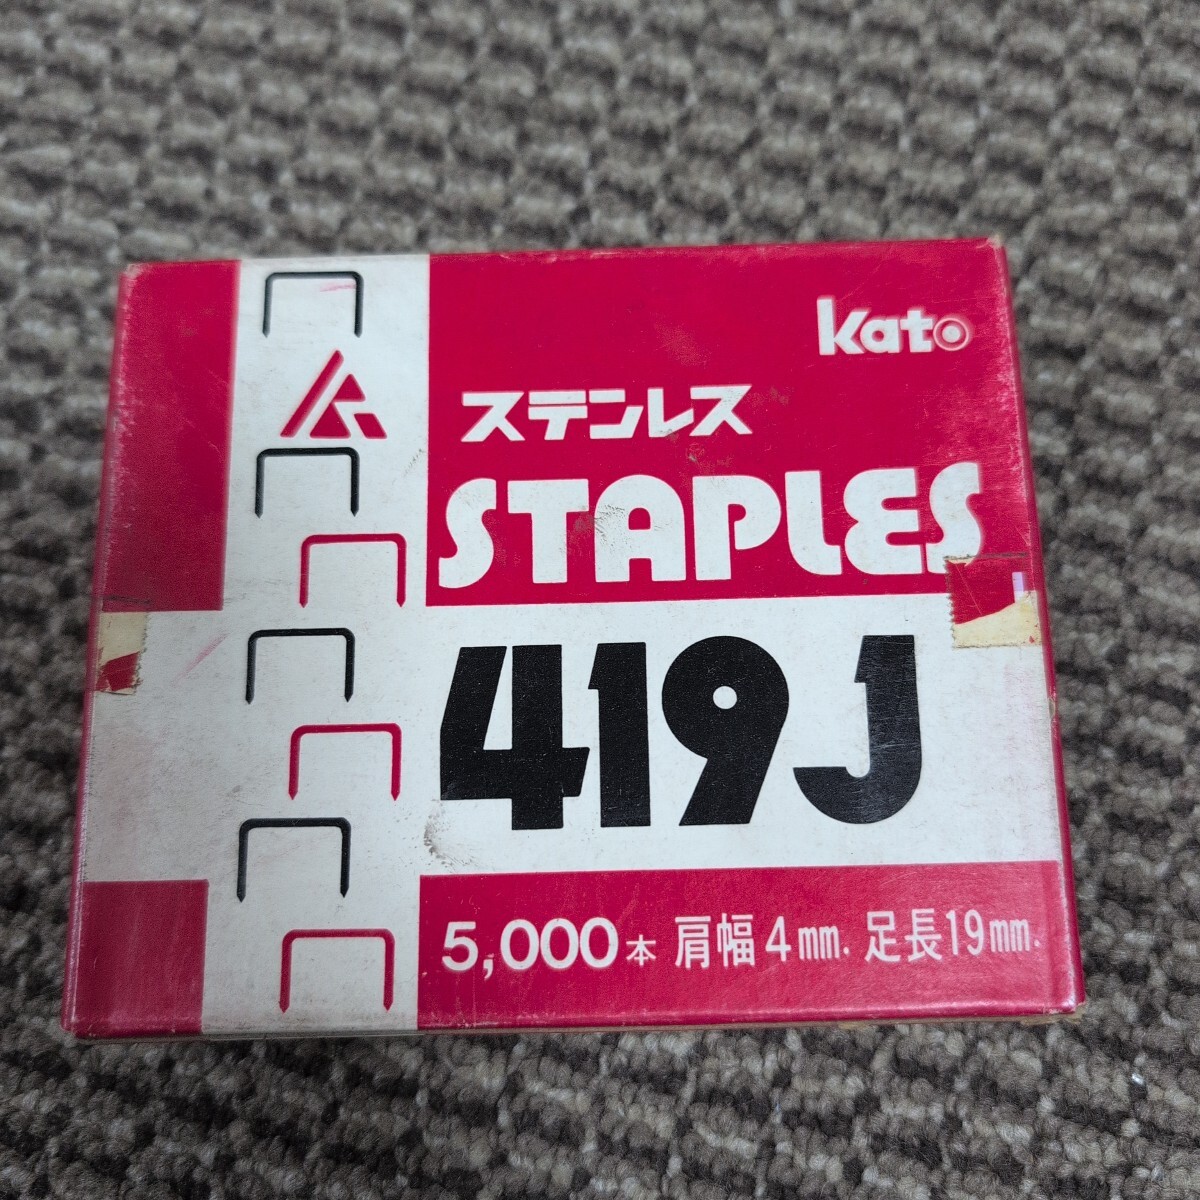 Kato
ステンレス
STAPLES
419J
5,000本 肩幅4mm. 足長19mm.